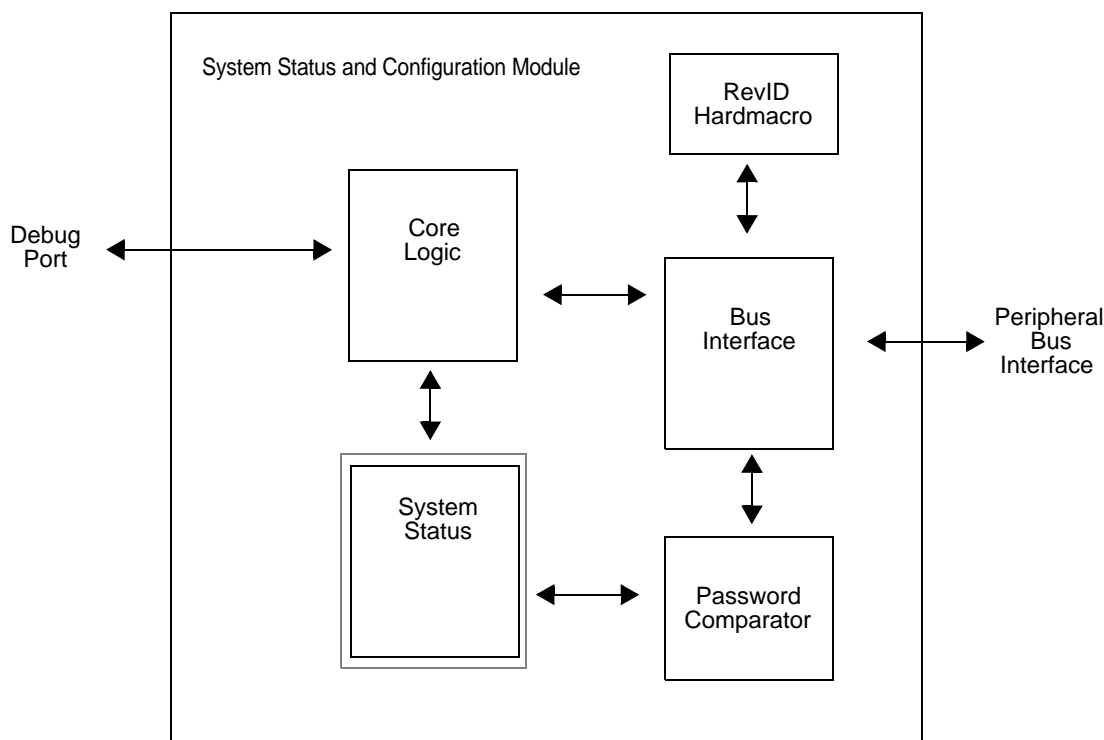 System Status and Configuration Module
RevID
Hardmacro
Core
Logic
Debug
Port
Bus
Interface
Peripheral
Bus
Interface
System
Status
Password
Comparator